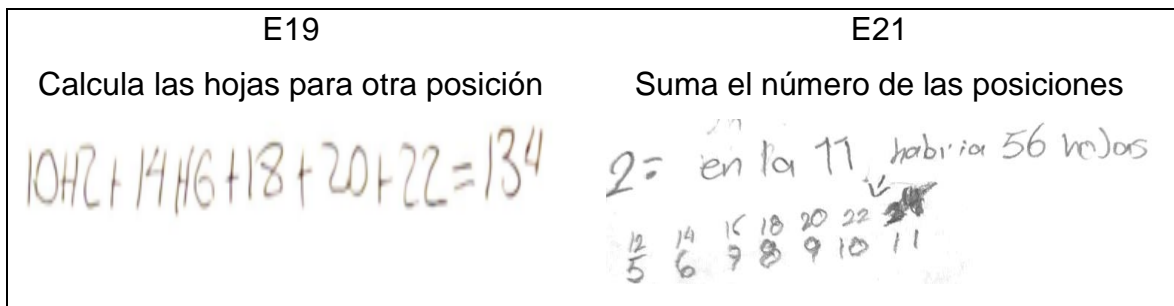 E19
Calcula las hojas para otra posición
10+12+14+16+18+20+22=134
E21
Suma el número de las posiciones
2= en la 11 habria 56 hojas
12 14 16 18 20 22
5 6 7 8 9 10 11